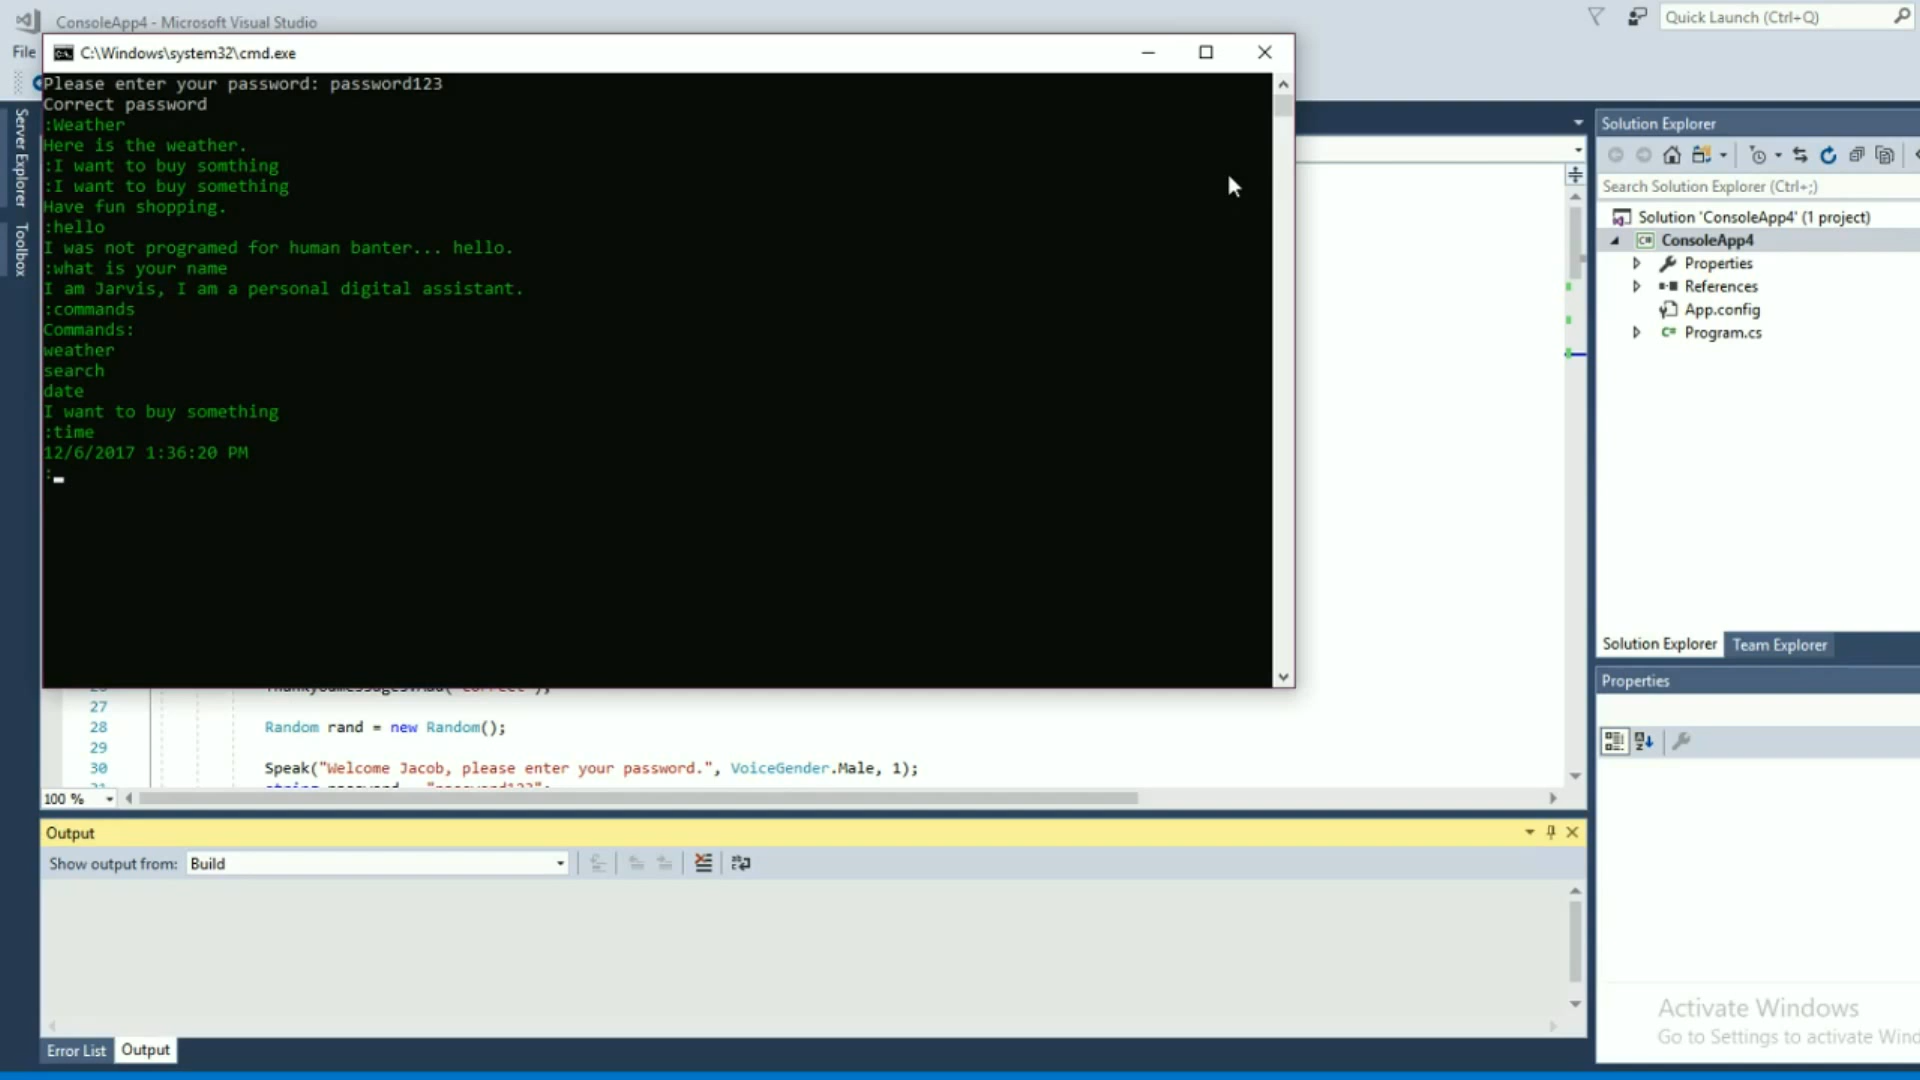 ConsoleApp4 - Microsoft Visual Studio
Quick Launch (Ctrl+Q)
File
C:\Windows\system32\cmd.exe
Please enter your password: password123
Correct password
:Weather
Here is the weather.
:I want to buy somthing
:I want to buy something
Have fun shopping.
:hello
I was not programed for human banter... hello.
:what is your name
I am Jarvis, I am a personal digital assistant.
:commands
Commands:
weather
search
date
I want to buy something
:time
12/6/2017 1:36:20 PM
:
Server Explorer
Toolbox
27
28 Random rand = new Random();
29
30 Speak("Welcome Jacob, please enter your password.", VoiceGender.Male, 1);
100 %
Output
Show output from: Build
Error List
Output
Solution Explorer
Search Solution Explorer (Ctrl+;)
Solution 'ConsoleApp4' (1 project)
C# ConsoleApp4
Properties
References
App.config
C# Program.cs
Solution Explorer
Team Explorer
Properties
Activate Windows
Go to Settings to activate